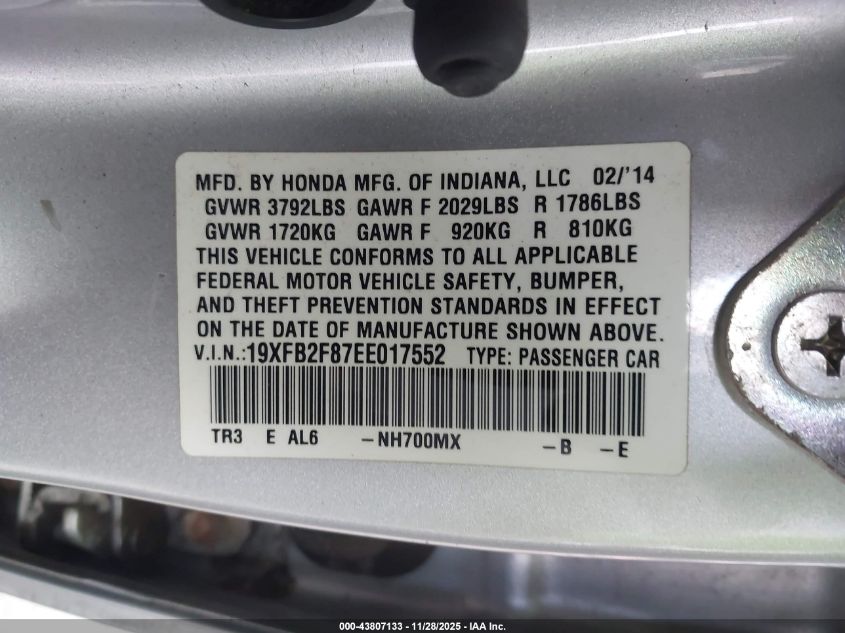 MFD. BY HONDA MFG. OF INDIANA, LLC 02/'14
GVWR 3792LBS GAWR F 2029LBS R 1786LBS
GVWR 1720KG GAWR F 920KG R 810KG
THIS VEHICLE CONFORMS TO ALL APPLICABLE
FEDERAL MOTOR VEHICLE SAFETY, BUMPER,
AND THEFT PREVENTION STANDARDS IN EFFECT
ON THE DATE OF MANUFACTURE SHOWN ABOVE.
V.I.N.:19XFB2F87EE017552 TYPE: PASSENGER CAR
TR3 E AL6 -NH700MX -B -E
000-43807133 - 11/28/2025 - IAA Inc.